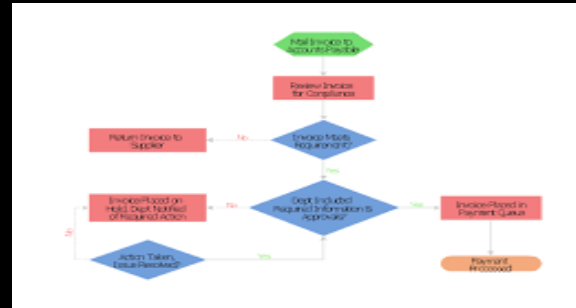 Mail Invoice to
Accounts Payable
Review Invoice
for Compliance
Invoice Meets
Requirement?
No
Return Invoice to
Supplier
Yes
Dept Included
Required Information &
Approvals?
No
Invoice Placed on
Hold, Dept Notified
of Required Action
Yes
Invoice Placed in
Payment Queue
No
Action Taken,
Issue Resolved?
Yes
Payment
Processed